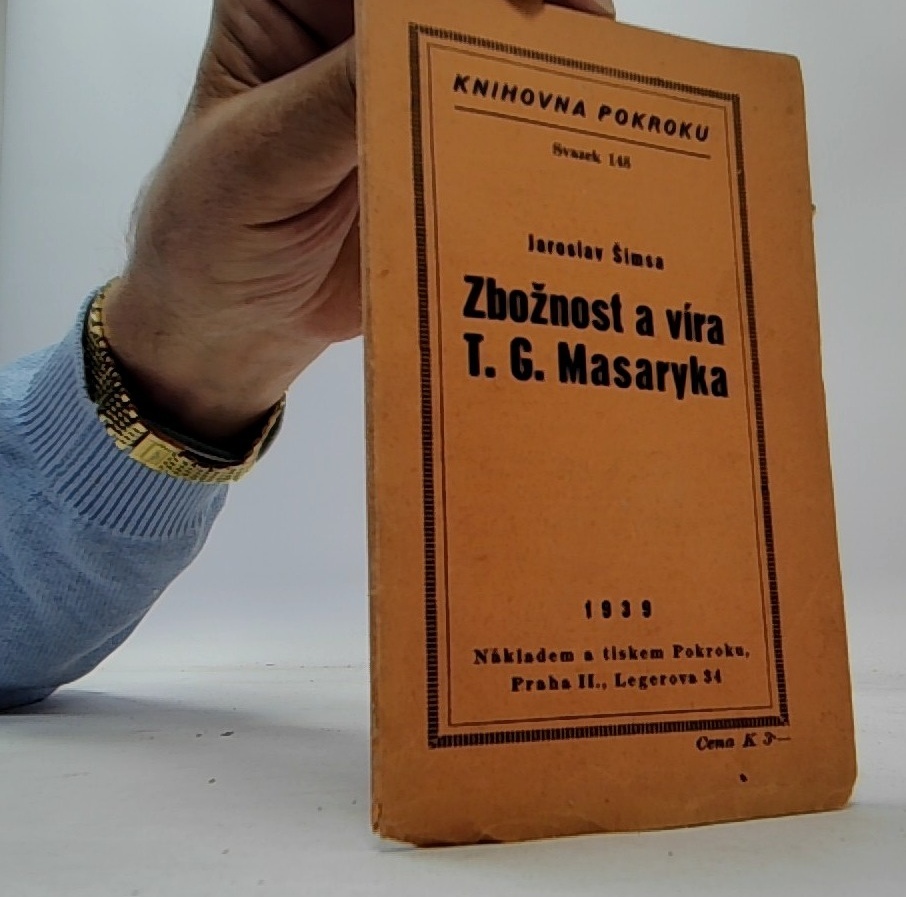 KNIHOVNA POKROKU
Svazek 148
Jaroslav Šimsa
Zbožnost a víra
T. G. Masaryka
1939
Nákladem a tiskem Pokroku,
Praha II., Legerova 34
Cena K 3·—